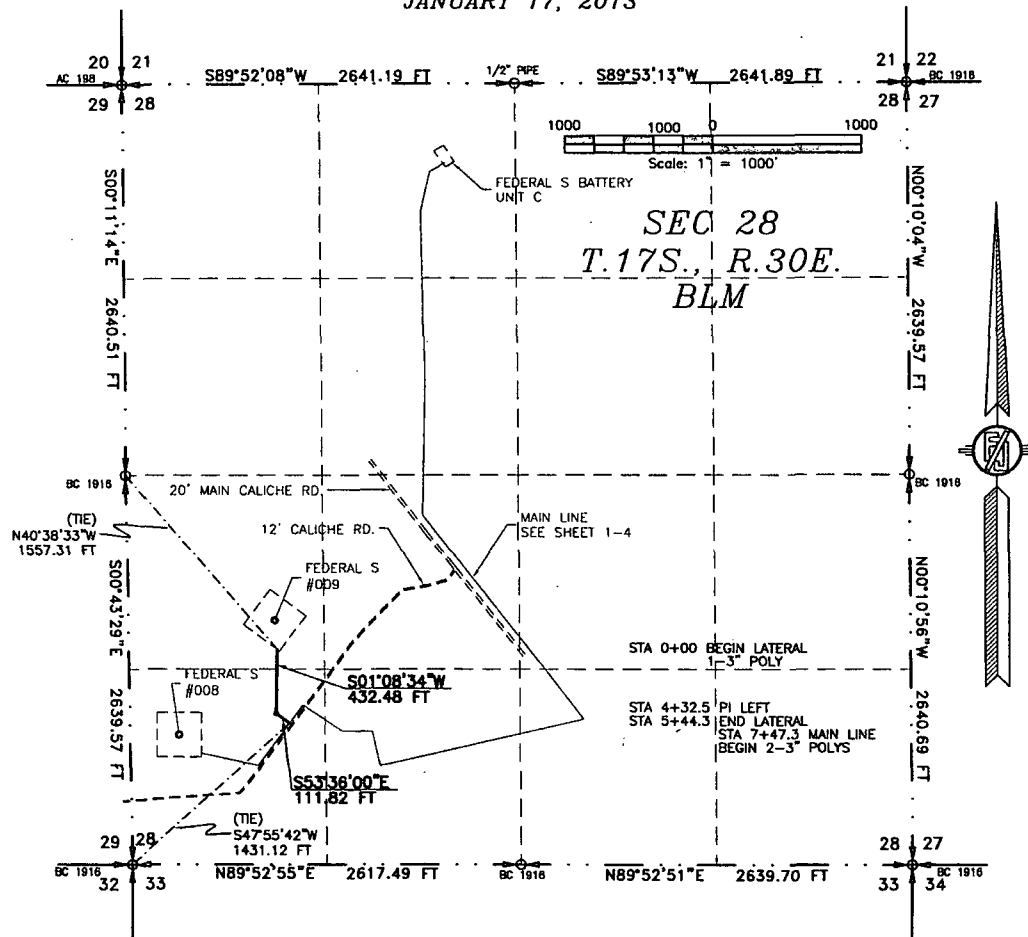 JANUARY 17, 2013
20 21
S89°52'08"W 2641.19 FT
1/2" PIPE
S89°53'13"W 2641.89 FT
21 22
AC 198
BC 1916
29 28
28 27
1000 1000 0 1000
Scale: 1" = 1000'
FEDERAL S BATTERY
UNIT C
SEC 28
T.17S., R.30E.
BLM
S00°11'14"E 2640.51 FT
N00°10'04"W 2639.57 FT
BC 1916
BC 1916
20' MAIN CALICHE RD.
(TIE)
N40°38'33"W
1557.31 FT
12' CALICHE RD.
MAIN LINE
SEE SHEET 1-4
FEDERAL S
#009
S00°43'29"E 2639.57 FT
N00°10'56"W 2640.69 FT
STA 0+00 BEGIN LATERAL
1-3" POLY
FEDERAL S
#008
S01°08'34"W
432.48 FT
STA 4+32.5 PI LEFT
STA 5+44.3 END LATERAL
STA 7+47.3 MAIN LINE
BEGIN 2-3" POLYS
S53°36'00"E
111.82 FT
(TIE)
S47°55'42"W
1431.12 FT
29 28
28 27
BC 1916
N89°52'55"E 2617.49 FT
BC 1916
N89°52'51"E 2639.70 FT
BC 1916
32 33
33 34